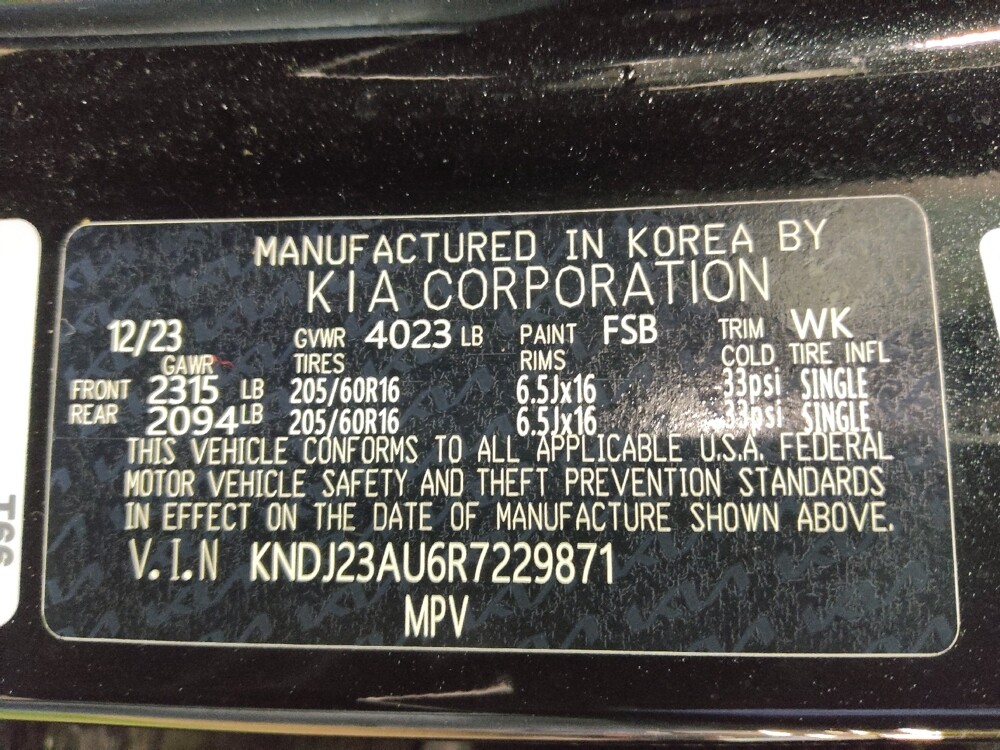 MANUFACTURED IN KOREA BY
KIA CORPORATION
12/23 GVWR 4023 LB PAINT FSB TRIM WK
GAWR TIRES RIMS COLD TIRE INFL
FRONT 2315 LB 205/60R16 6.5Jx16 33psi SINGLE
REAR 2094 LB 205/60R16 6.5Jx16 33psi SINGLE
THIS VEHICLE CONFORMS TO ALL APPLICABLE U.S.A. FEDERAL
MOTOR VEHICLE SAFETY AND THEFT PREVENTION STANDARDS
IN EFFECT ON THE DATE OF MANUFACTURE SHOWN ABOVE.
V.I.N KNDJ23AU6R7229871
MPV